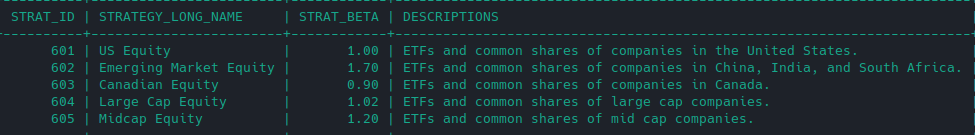 STRAT_ID | STRATEGY_LONG_NAME | STRAT_BETA | DESCRIPTIONS
601 | US Equity | 1.00 | ETFs and common shares of companies in the United States.
602 | Emerging Market Equity | 1.70 | ETFs and common shares of companies in China, India, and South Africa.
603 | Canadian Equity | 0.90 | ETFs and common shares of companies in Canada.
604 | Large Cap Equity | 1.02 | ETFs and common shares of large cap companies.
605 | Midcap Equity | 1.20 | ETFs and common shares of mid cap companies.